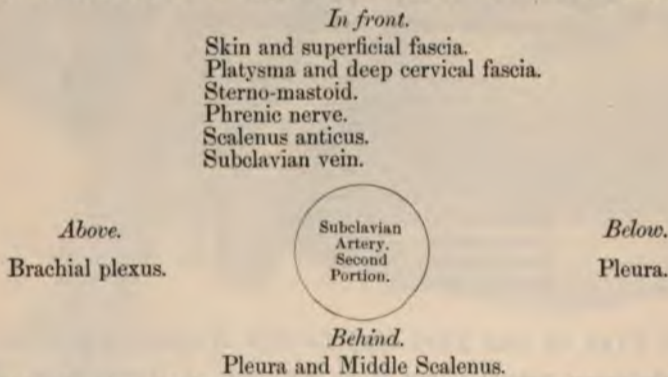 In front.
Skin and superficial fascia.
Platysma and deep cervical fascia.
Sterno-mastoid.
Phrenic nerve.
Scalenus anticus.
Subclavian vein.
Above.
Brachial plexus.
Subclavian
Artery.
Second
Portion.
Below.
Pleura.
Behind.
Pleura and Middle Scalenus.